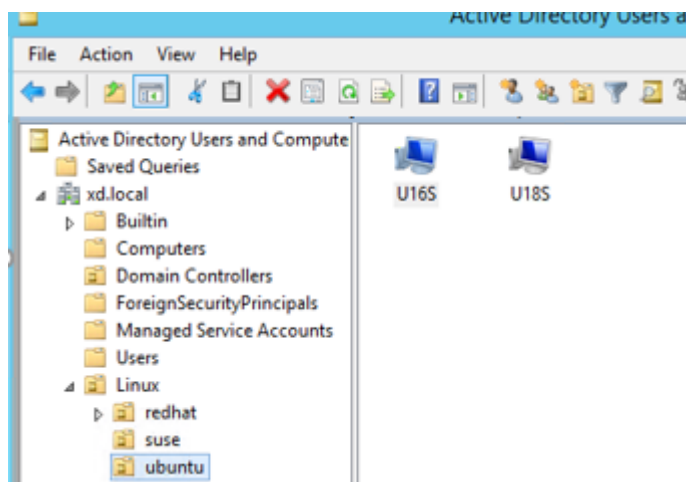 Active Directory Users a
File Action View Help
Active Directory Users and Compute
Saved Queries
xd.local
Builtin
Computers
Domain Controllers
ForeignSecurityPrincipals
Managed Service Accounts
Users
Linux
redhat
suse
ubuntu
U16S U18S